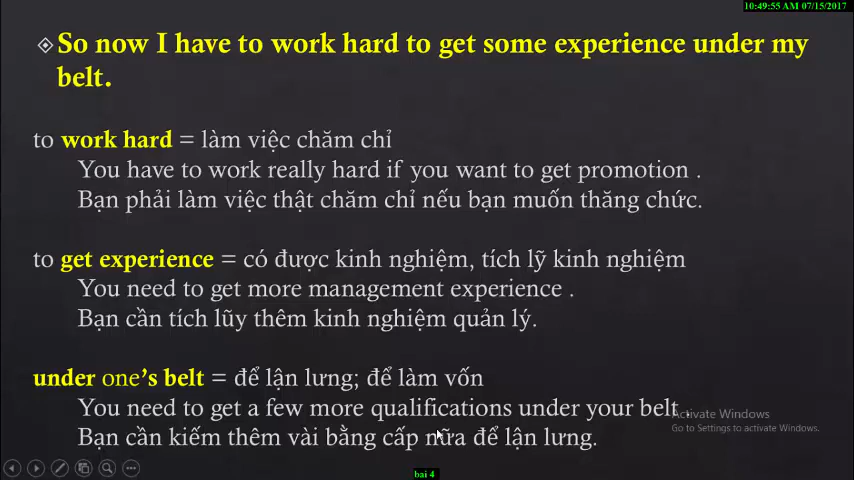 10:49:55 AM 07/15/2017
So now I have to work hard to get some experience under my
belt.
to work hard = làm việc chăm chỉ
You have to work really hard if you want to get promotion .
Bạn phải làm việc thật chăm chỉ nếu bạn muốn thăng chức.
to get experience = có được kinh nghiệm, tích lỹ kinh nghiệm
You need to get more management experience .
Bạn cần tích lũy thêm kinh nghiệm quản lý.
under one's belt = để lận lưng; để làm vốn
You need to get a few more qualifications under your belt .
Bạn cần kiếm thêm vài bằng cấp nữa để lận lưng.
Activate Windows
Go to Settings to activate Windows.
bai 4